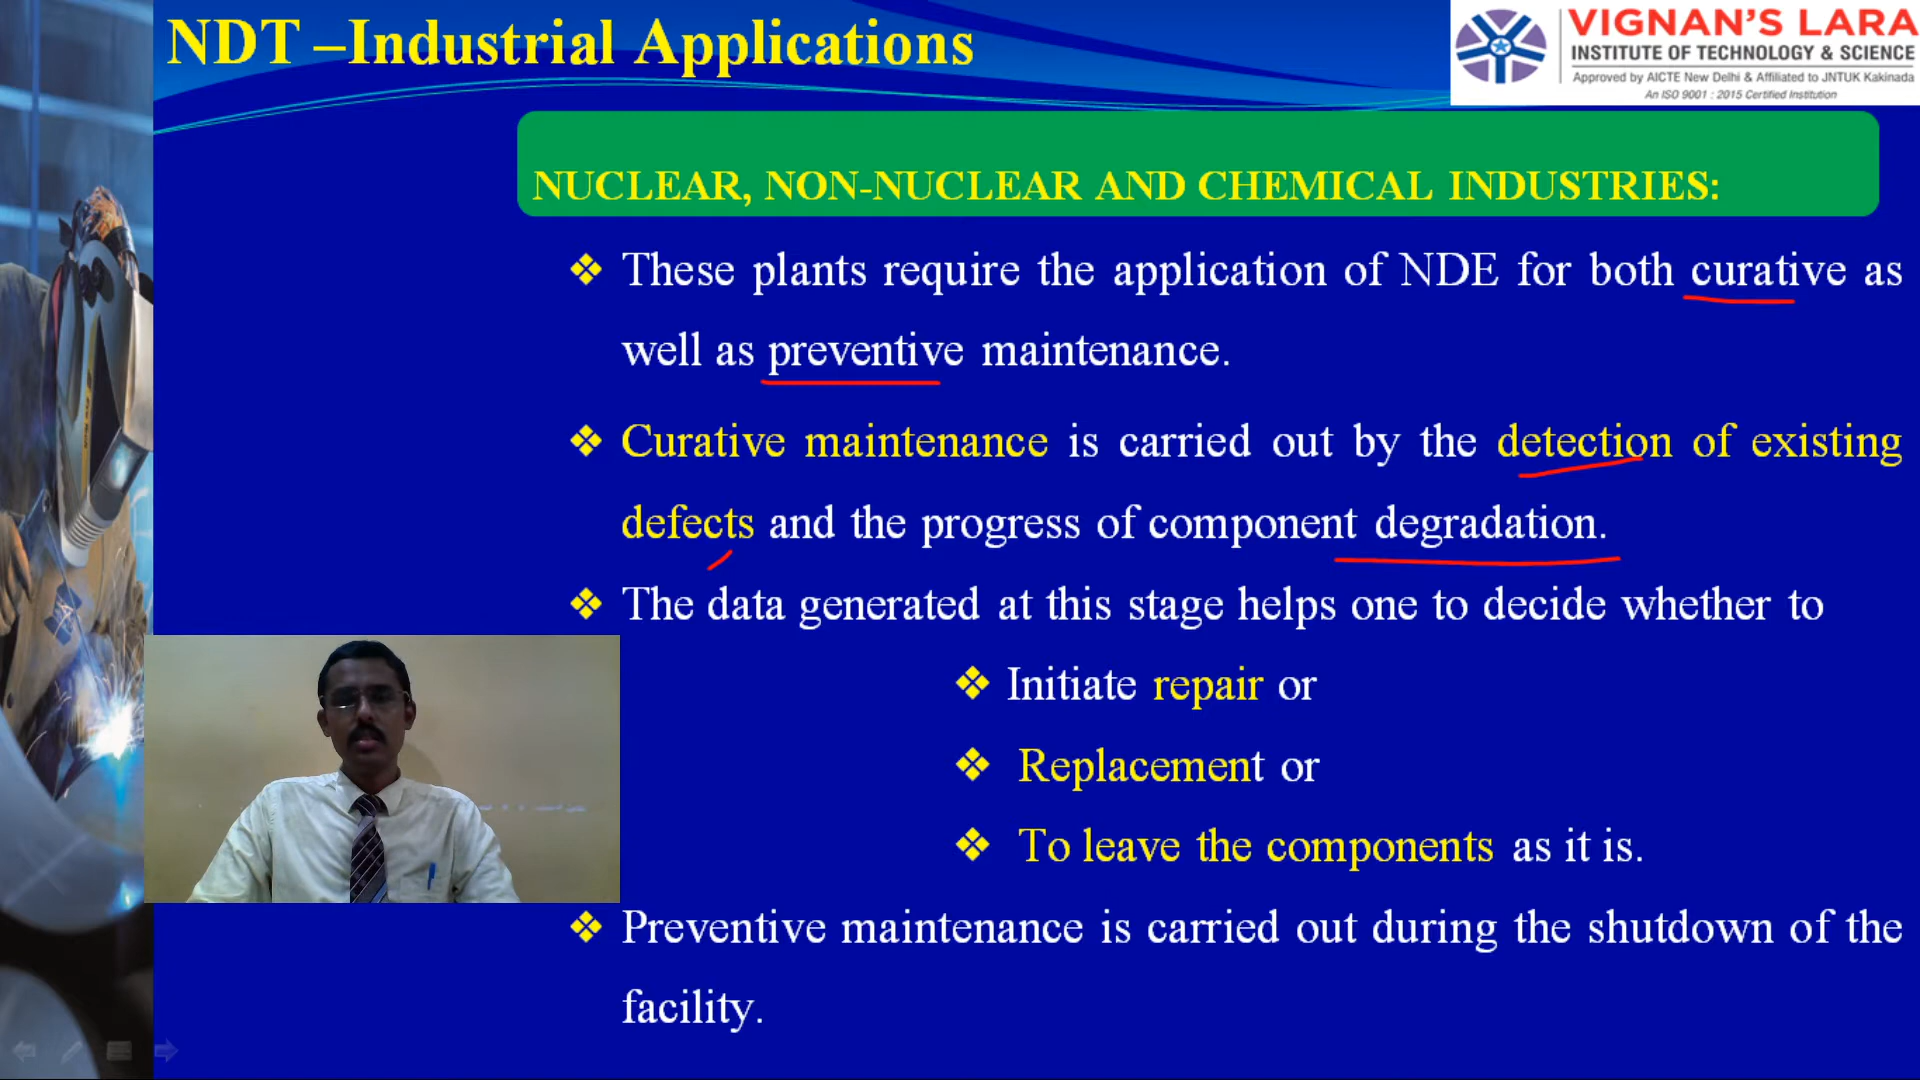 NDT –Industrial Applications
VIGNAN'S LARA
INSTITUTE OF TECHNOLOGY & SCIENCE
Approved by AICTE New Delhi & Affiliated to JNTUK Kakinada
An ISO 9001 : 2015 Certified Institution
NUCLEAR, NON-NUCLEAR AND CHEMICAL INDUSTRIES:
❖ These plants require the application of NDE for both curative as
well as preventive maintenance.
❖ Curative maintenance is carried out by the detection of existing
defects and the progress of component degradation.
❖ The data generated at this stage helps one to decide whether to
❖ Initiate repair or
❖ Replacement or
❖ To leave the components as it is.
❖ Preventive maintenance is carried out during the shutdown of the
facility.